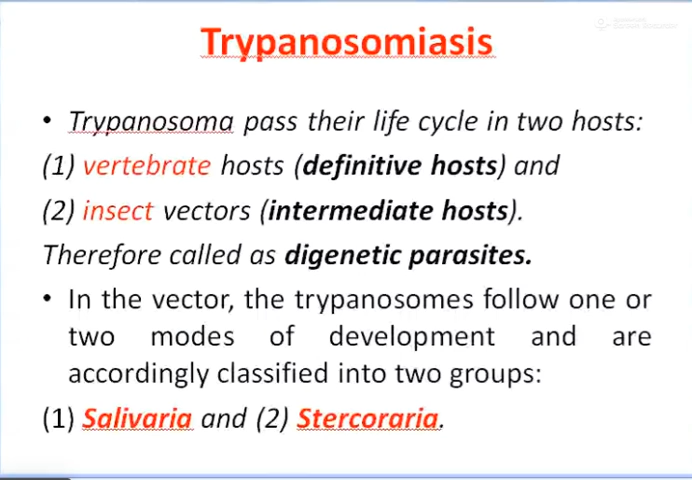 Trypanosomiasis
• Trypanosoma pass their life cycle in two hosts:
(1) vertebrate hosts (definitive hosts) and
(2) insect vectors (intermediate hosts).
Therefore called as digenetic parasites.
• In the vector, the trypanosomes follow one or
two modes of development and are
accordingly classified into two groups:
(1) Salivaria and (2) Stercoraria.